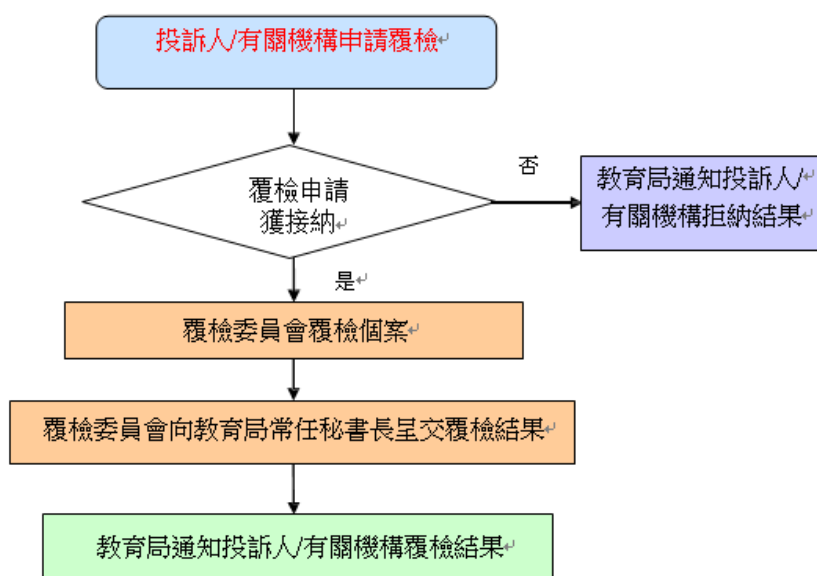 投訴人/有關機構申請覆檢↵
覆檢申請
獲接納↵
否
教育局通知投訴人/↵
有關機構拒納結果↵
是↵
覆檢委員會覆檢個案↵
覆檢委員會向教育局常任秘書長呈交覆檢結果↵
教育局通知投訴人/有關機構覆檢結果↵